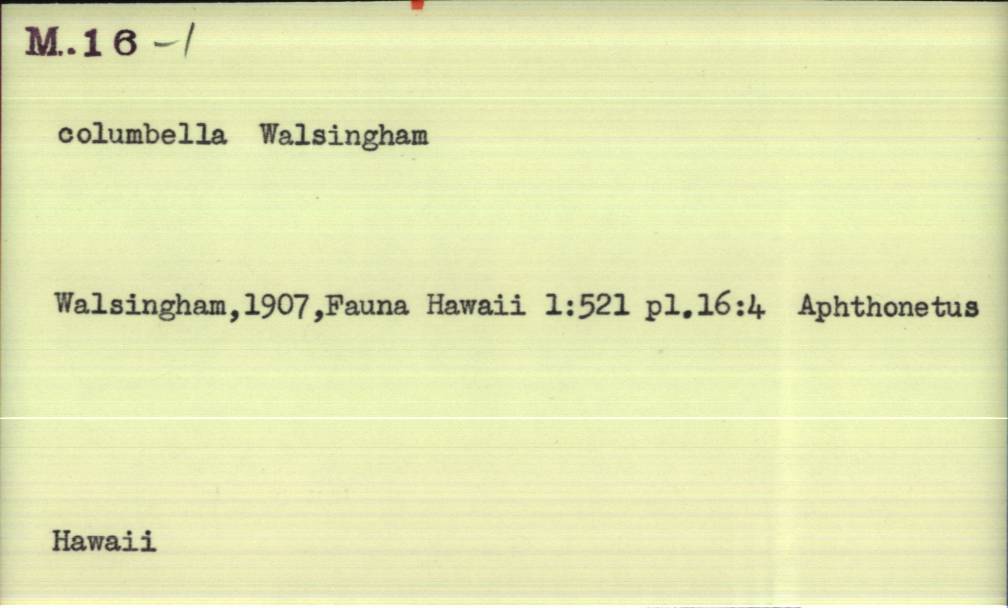 M.16 -1
columbella Walsingham
Walsingham,1907,Fauna Hawaii 1:521 pl.16:4 Aphthonetus
Hawaii